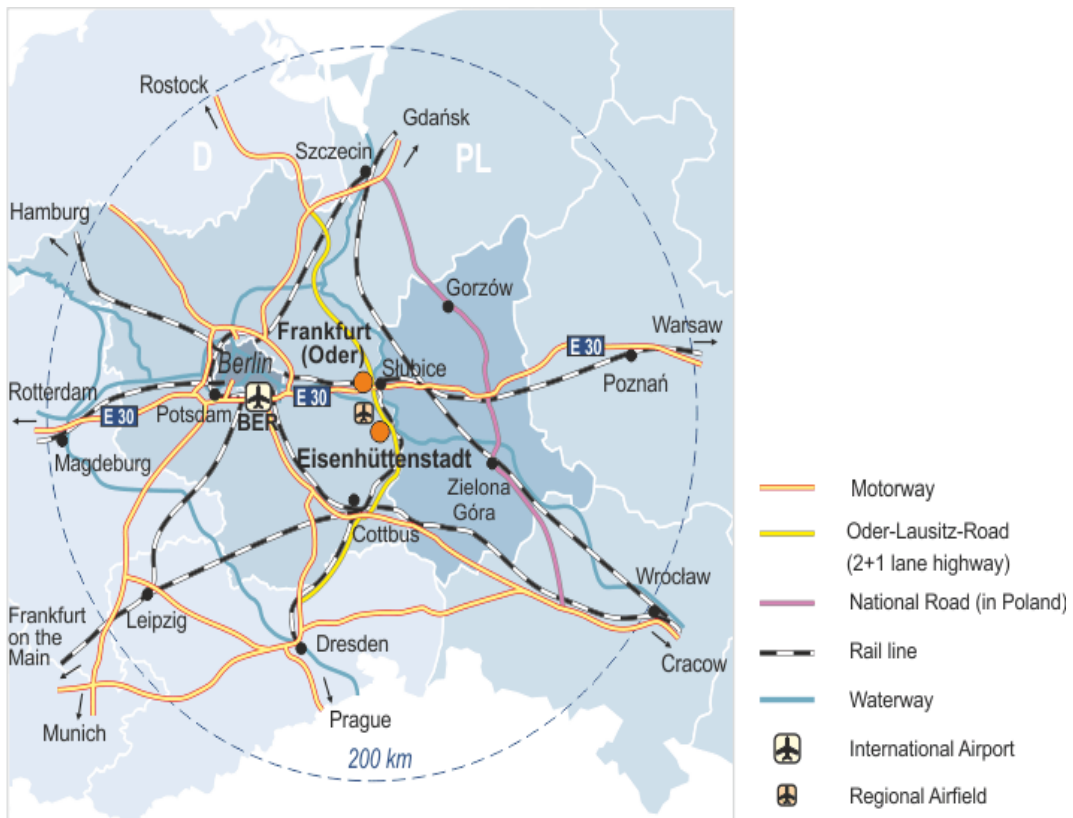 Rostock
Gdańsk
D
Szczecin
PL
Hamburg
Gorzów
Frankfurt
(Oder)
Warsaw
E 30
Berlin
Słubice
Poznań
Rotterdam
E 30
E 30
Potsdam
BER
Magdeburg
Eisenhüttenstadt
Zielona
Góra
Cottbus
Wrocław
Leipzig
Frankfurt
on the
Main
Dresden
Cracow
Munich
Prague
200 km
Motorway
Oder-Lausitz-Road
(2+1 lane highway)
National Road (in Poland)
Rail line
Waterway
International Airport
Regional Airfield